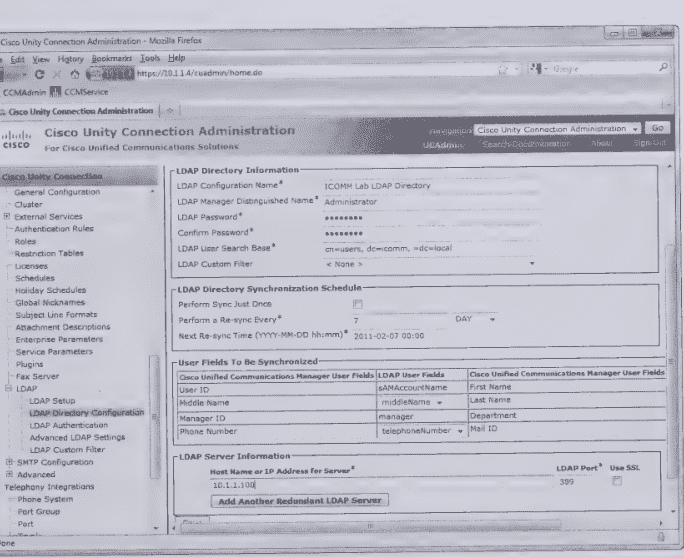 Cisco Unity Connection Administration - Mozilla Firefox
Edit View History Bookmarks Tools Help
https://10.1.1.4/cuadmin/home.do
Google
CCMAdmin CCMService
Cisco Unity Connection Administration
Cisco Unity Connection Administration
For Cisco Unified Communications Solutions
CISCO
Navigation Cisco Unity Connection Administration Go
UCAdmin Search Documentation About Sign Out
Cisco Unity Connection
General Configuration
Cluster
External Services
Authentication Rules
Roles
Restriction Tables
Licenses
Schedules
Holiday Schedules
Global Nicknames
Subject Line Formats
Attachment Descriptions
Enterprise Parameters
Service Parameters
Plugins
Fax Server
LDAP
LDAP Setup
LDAP Directory Configuration
LDAP Authentication
Advanced LDAP Settings
LDAP Custom Filter
SMTP Configuration
Advanced
Telephony Integrations
Phone System
Port Group
Port
LDAP Directory Information
LDAP Configuration Name* ICOMM Lab LDAP Directory
LDAP Manager Distinguished Name* Administrator
LDAP Password* ••••••••
Confirm Password* ••••••••
LDAP User Search Base* cn=users, dc=icomm, =dc=local
LDAP Custom Filter < None >
LDAP Directory Synchronization Schedule
Perform Sync Just Once
Perform a Re-sync Every* 7 DAY
Next Re-sync Time (YYYY-MM-DD hh:mm)* 2011-02-07 00:00
User Fields To Be Synchronized
Cisco Unified Communications Manager User Fields LDAP User Fields Cisco Unified Communications Manager User Fields
User ID sAMAccountName First Name
Middle Name middleName Last Name
Manager ID manager Department
Phone Number telephoneNumber Mail ID
LDAP Server Information
Host Name or IP Address for Server* LDAP Port* Use SSL
10.1.1.100 389
Add Another Redundant LDAP Server